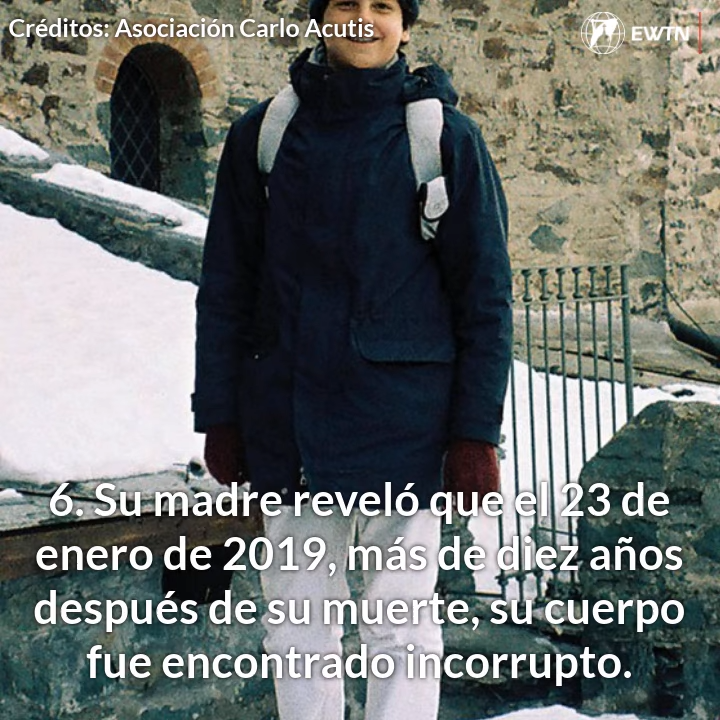 Créditos: Asociación Carlo Acutis
EWTN
6. Su madre reveló que el 23 de
enero de 2019, más de diez años
después de su muerte, su cuerpo
fue encontrado incorrupto.